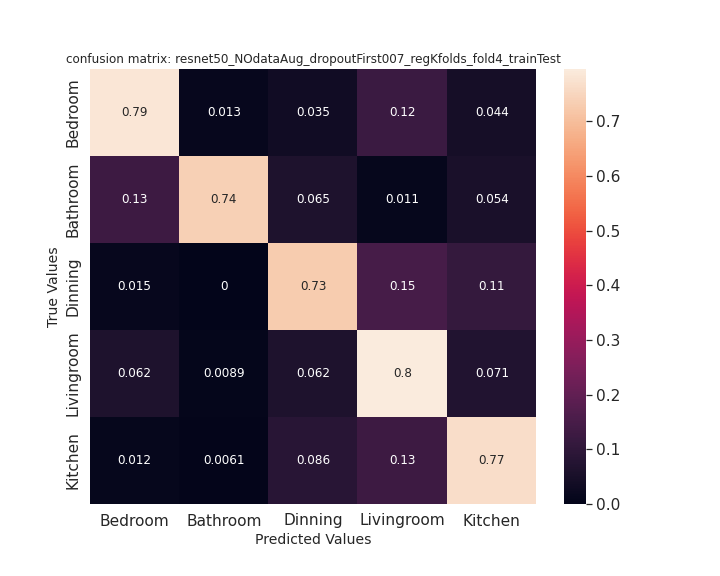 confusion matrix: resnet50_NOdataAug_dropoutFirst007_regKfolds_fold4_trainTest
True Values
Bedroom 0.79 0.013 0.035 0.12 0.044
Bathroom 0.13 0.74 0.065 0.011 0.054
Dinning 0.015 0 0.73 0.15 0.11
Livingroom 0.062 0.0089 0.062 0.8 0.071
Kitchen 0.012 0.0061 0.086 0.13 0.77
Bedroom Bathroom Dinning Livingroom Kitchen
Predicted Values
0.7
0.6
0.5
0.4
0.3
0.2
0.1
0.0